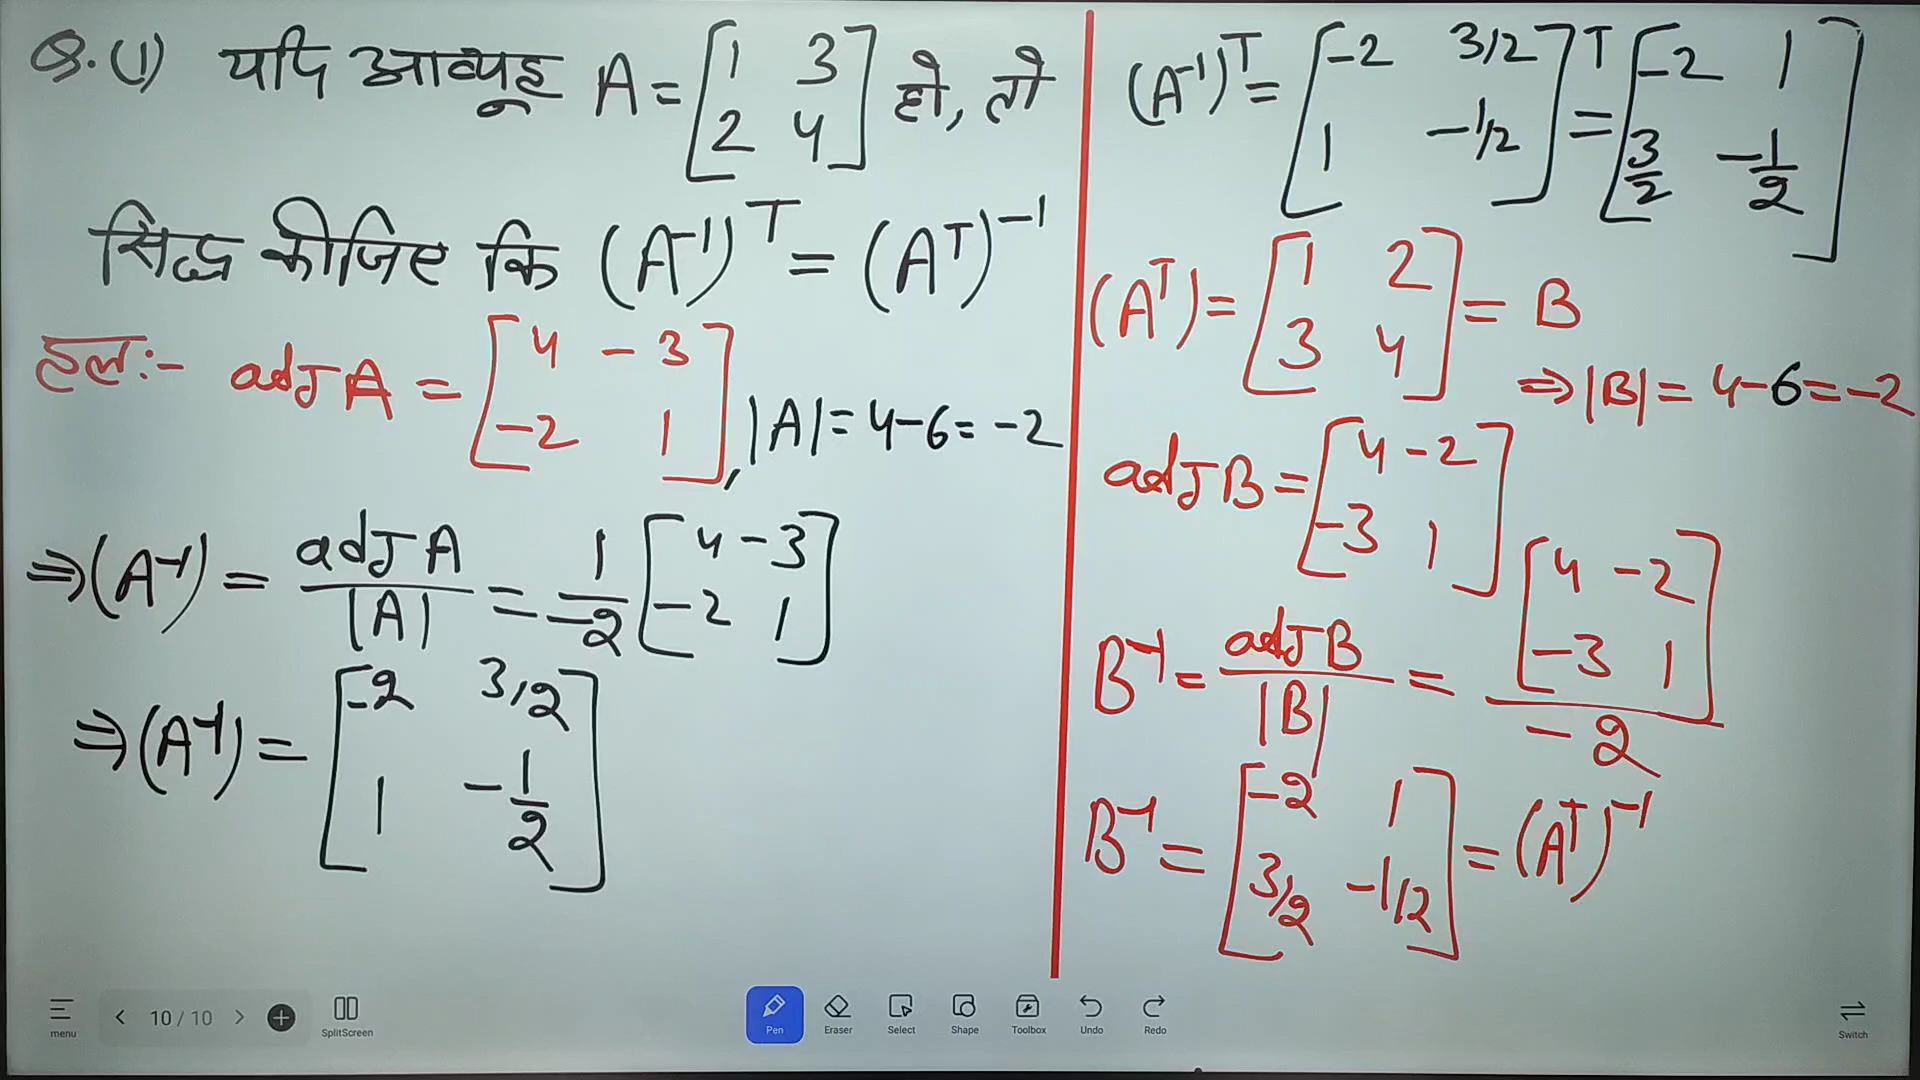 Q.(1) यदि आव्यूह A = [1 3; 2 4] हो, तो
सिद्ध कीजिए कि (A⁻¹)ᵀ = (Aᵀ)⁻¹
हल:- adj A = [4 -3; -2 1], |A| = 4-6 = -2
⇒ (A⁻¹) = adj A / |A| = 1/-2 [4 -3; -2 1]
⇒ (A⁻¹) = [-2 3/2; 1 -1/2]
(A⁻¹)ᵀ = [-2 3/2; 1 -1/2]ᵀ = [-2 1; 3/2 -1/2]
(Aᵀ) = [1 2; 3 4] = B
⇒ |B| = 4-6 = -2
adj B = [4 -2; -3 1]
B⁻¹ = adj B / |B| = [4 -2; -3 1] / -2
B⁻¹ = [-2 1; 3/2 -1/2] = (Aᵀ)⁻¹
menu < 10 / 10 > + SplitScreen Pen Eraser Select Shape Toolbox Undo Redo Switch